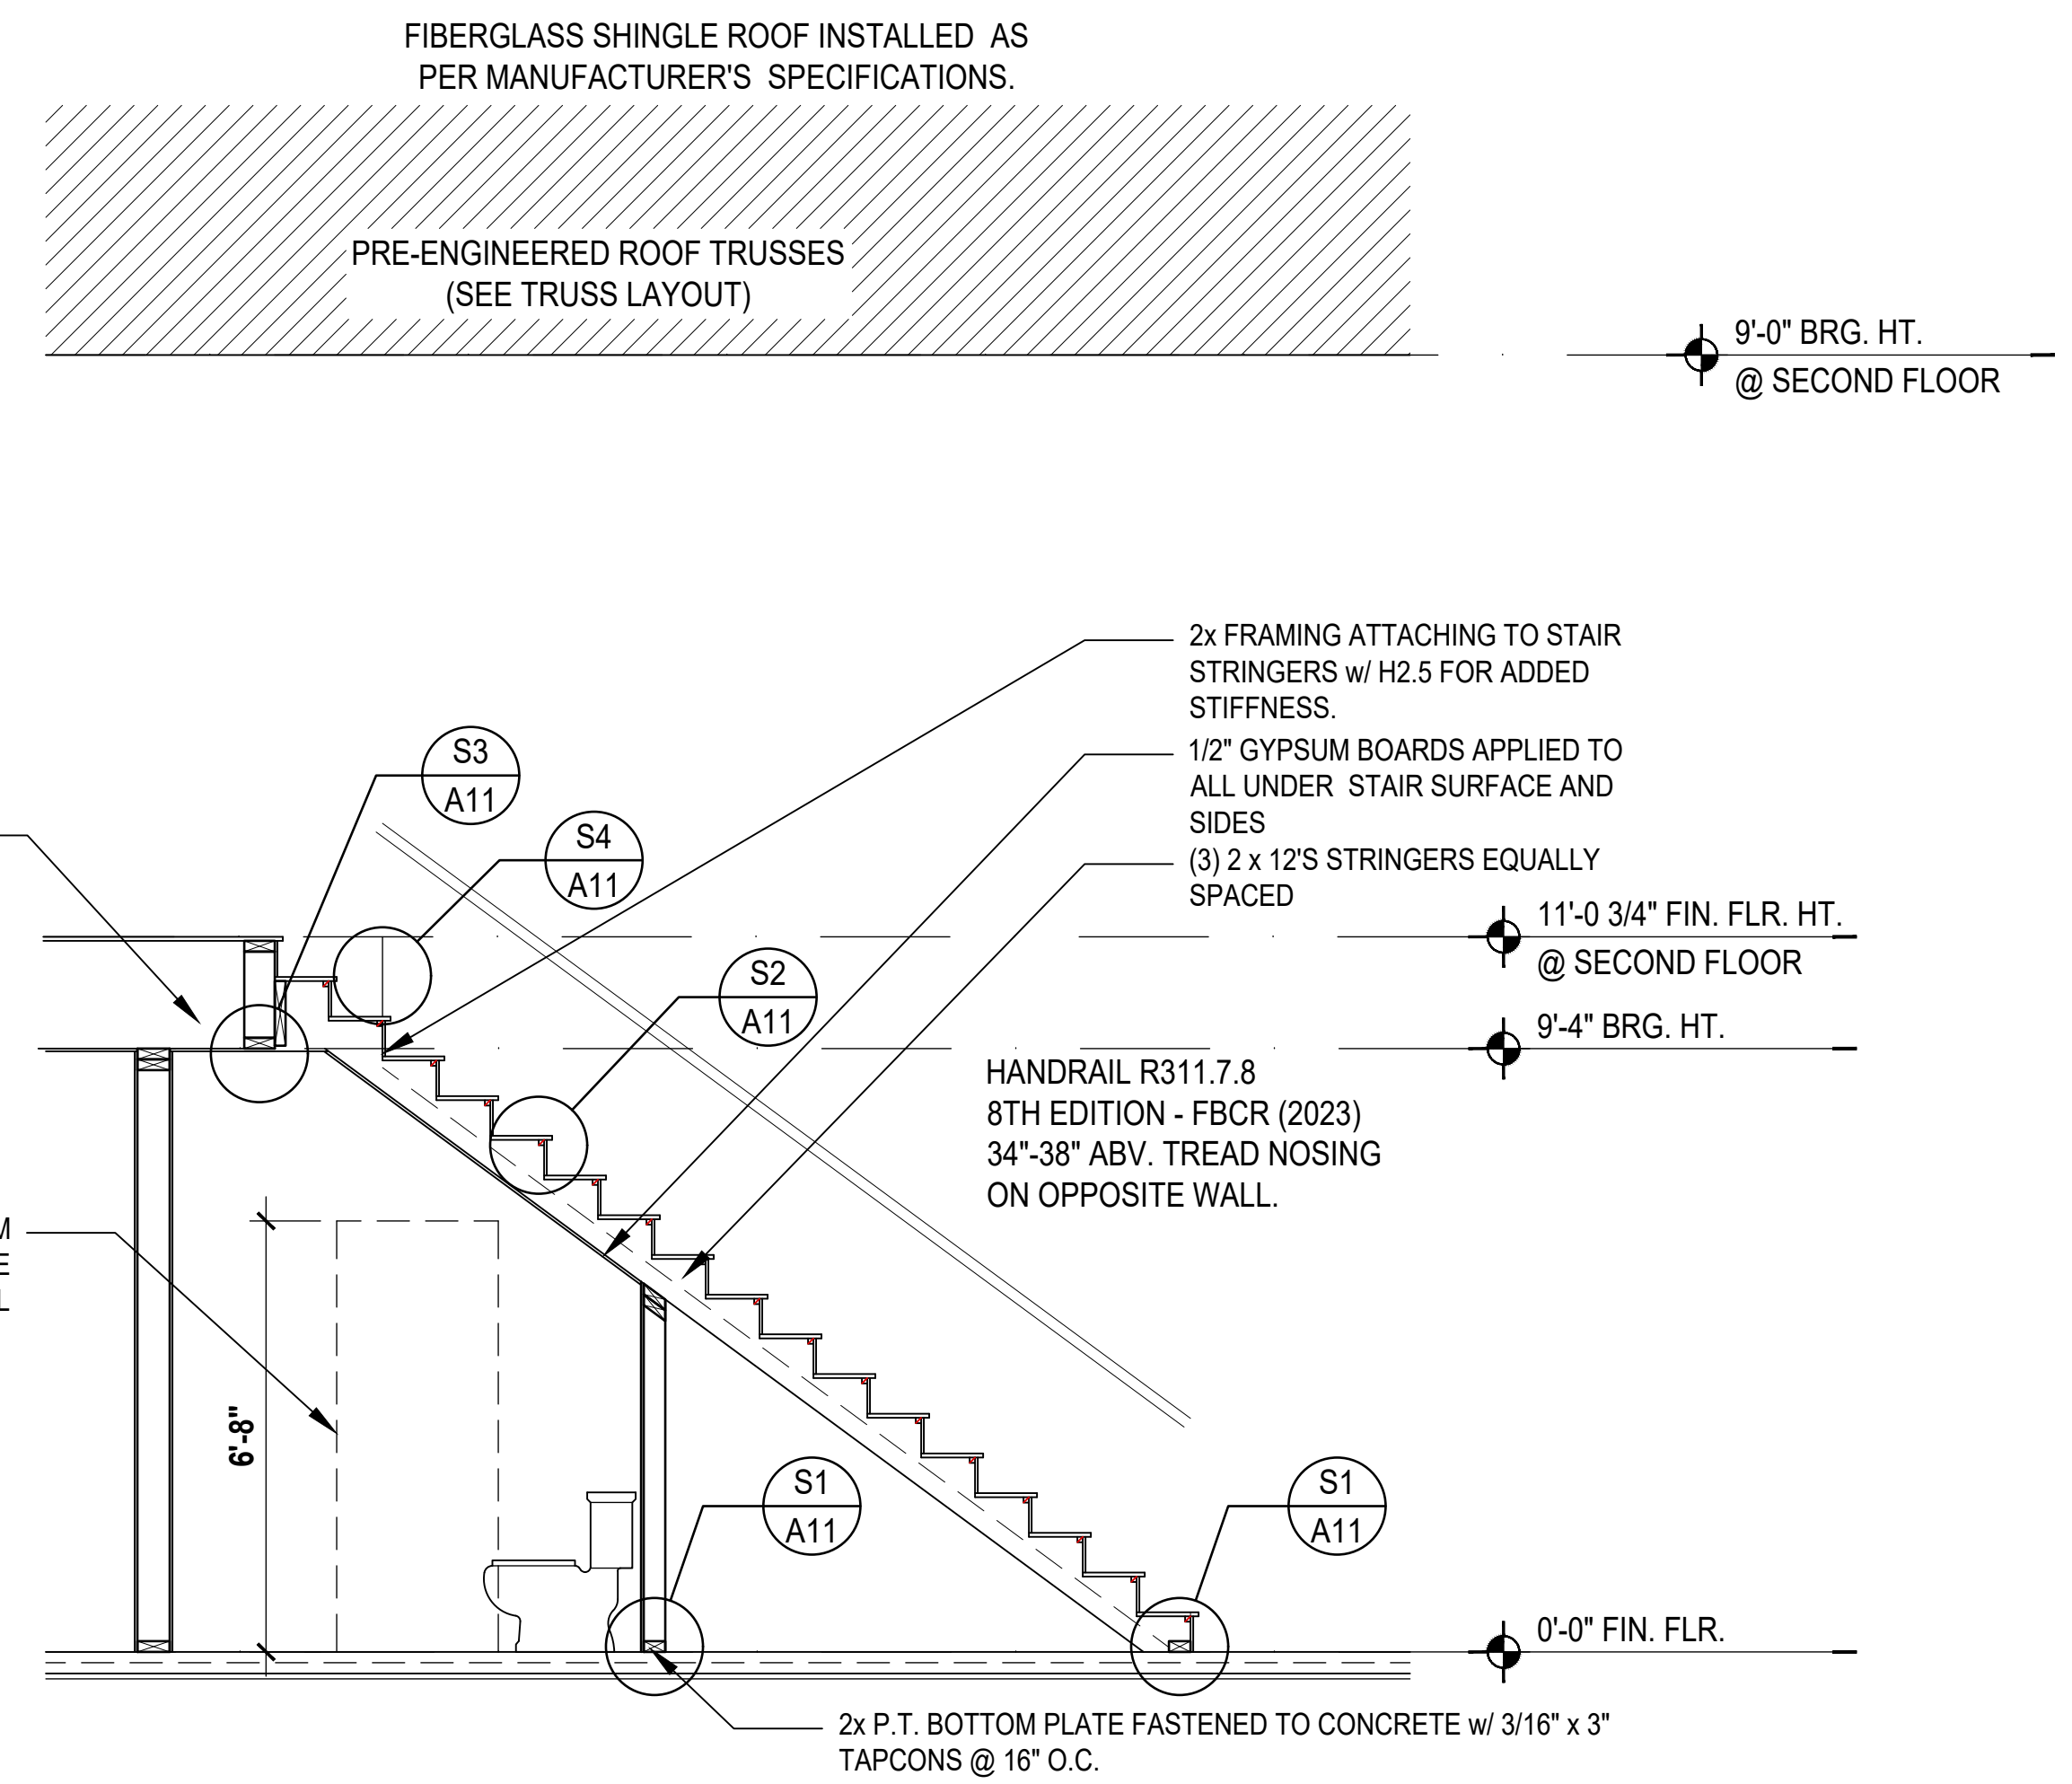 FIBERGLASS SHINGLE ROOF INSTALLED AS
PER MANUFACTURER'S SPECIFICATIONS.
PRE-ENGINEERED ROOF TRUSSES
(SEE TRUSS LAYOUT)
9'-0" BRG. HT.
@ SECOND FLOOR
2x FRAMING ATTACHING TO STAIR
STRINGERS w/ H2.5 FOR ADDED
STIFFNESS.
1/2" GYPSUM BOARDS APPLIED TO
ALL UNDER STAIR SURFACE AND
SIDES
(3) 2 x 12'S STRINGERS EQUALLY
SPACED
S3
A11
S4
A11
S2
A11
11'-0 3/4" FIN. FLR. HT.
@ SECOND FLOOR
9'-4" BRG. HT.
HANDRAIL R311.7.8
8TH EDITION - FBCR (2023)
34"-38" ABV. TREAD NOSING
ON OPPOSITE WALL.
M
E
L
6'-8"
S1
A11
S1
A11
0'-0" FIN. FLR.
2x P.T. BOTTOM PLATE FASTENED TO CONCRETE w/ 3/16" x 3"
TAPCONS @ 16" O.C.